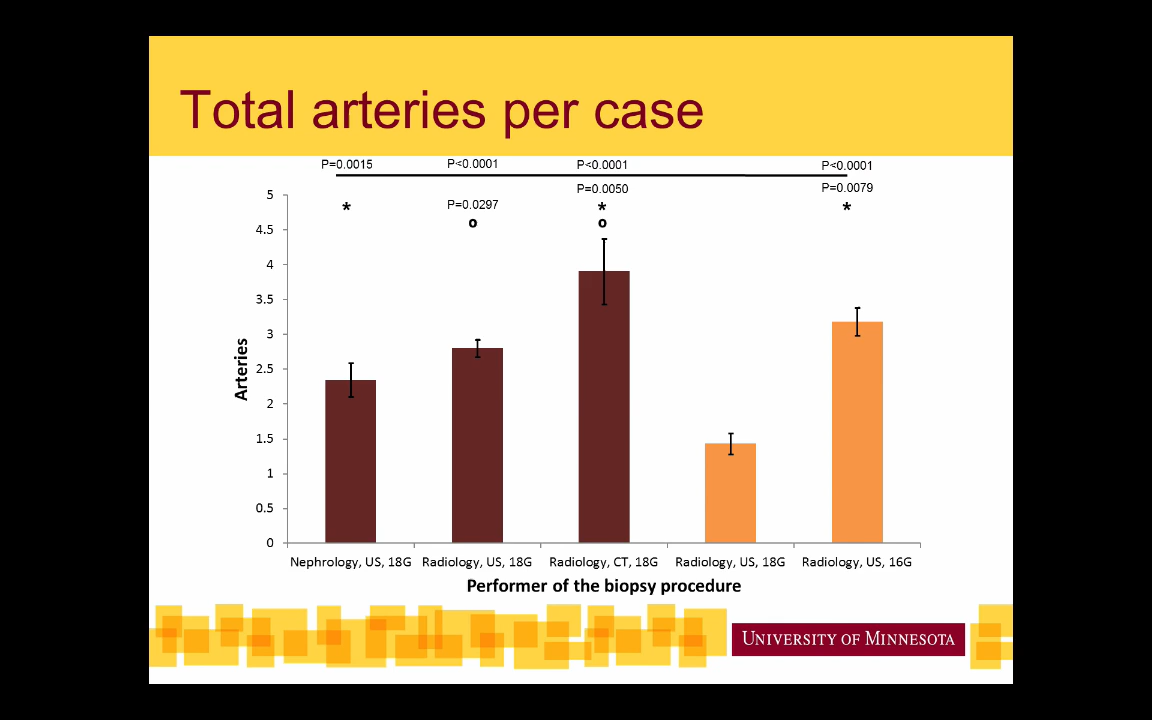 Total arteries per case
P=0.0015 P<0.0001 P<0.0001 P<0.0001
P=0.0050 P=0.0079
* P=0.0297 * *
o o
5
4.5
4
3.5
3
2.5
2
1.5
1
0.5
0
Arteries
Nephrology, US, 18G Radiology, US, 18G Radiology, CT, 18G Radiology, US, 18G Radiology, US, 16G
Performer of the biopsy procedure
UNIVERSITY OF MINNESOTA